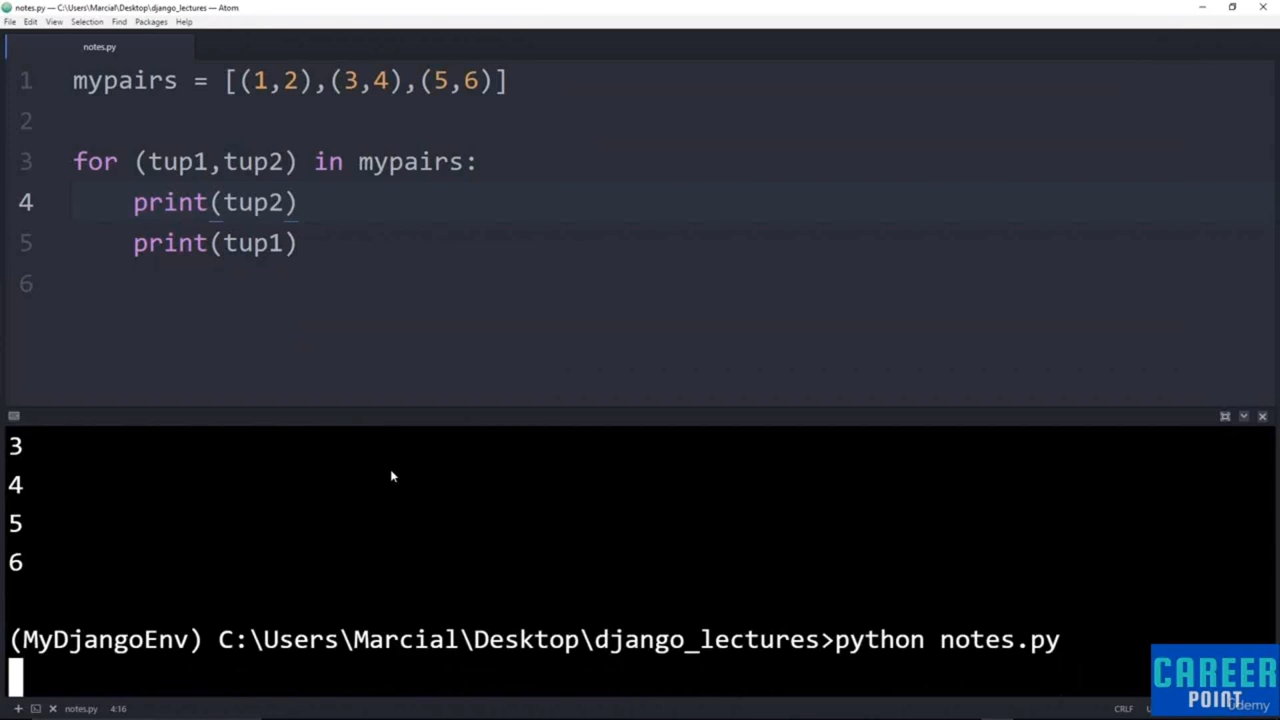 notes.py — C:\Users\Marcial\Desktop\django_lectures — Atom
File Edit View Selection Find Packages Help
notes.py
1 mypairs = [(1,2),(3,4),(5,6)]
2
3 for (tup1,tup2) in mypairs:
4     print(tup2)
5     print(tup1)
6
3
4
5
6
(MyDjangoEnv) C:\Users\Marcial\Desktop\django_lectures>python notes.py
CAREER
POINT
notes.py 4:16 CRLF udemy